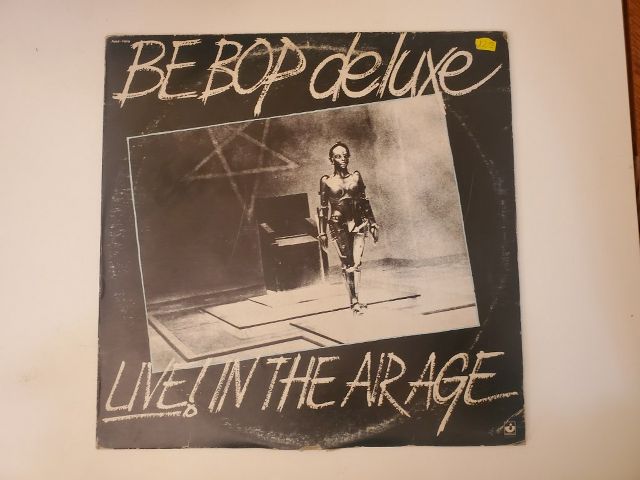 BE BOP deluxe
LIVE! IN THE AIR AGE